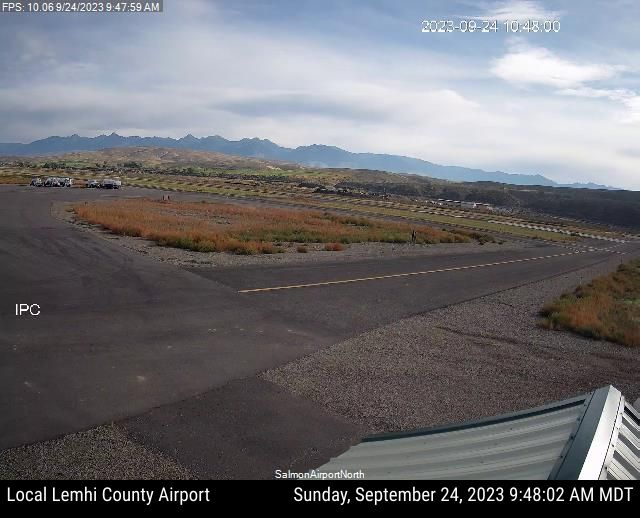 FPS: 10.06 9/24/2023 9:47:59 AM
2023-09-24 10:48:00
IPC
SalmonAirportNorth
Local Lemhi County Airport
Sunday, September 24, 2023 9:48:02 AM MDT